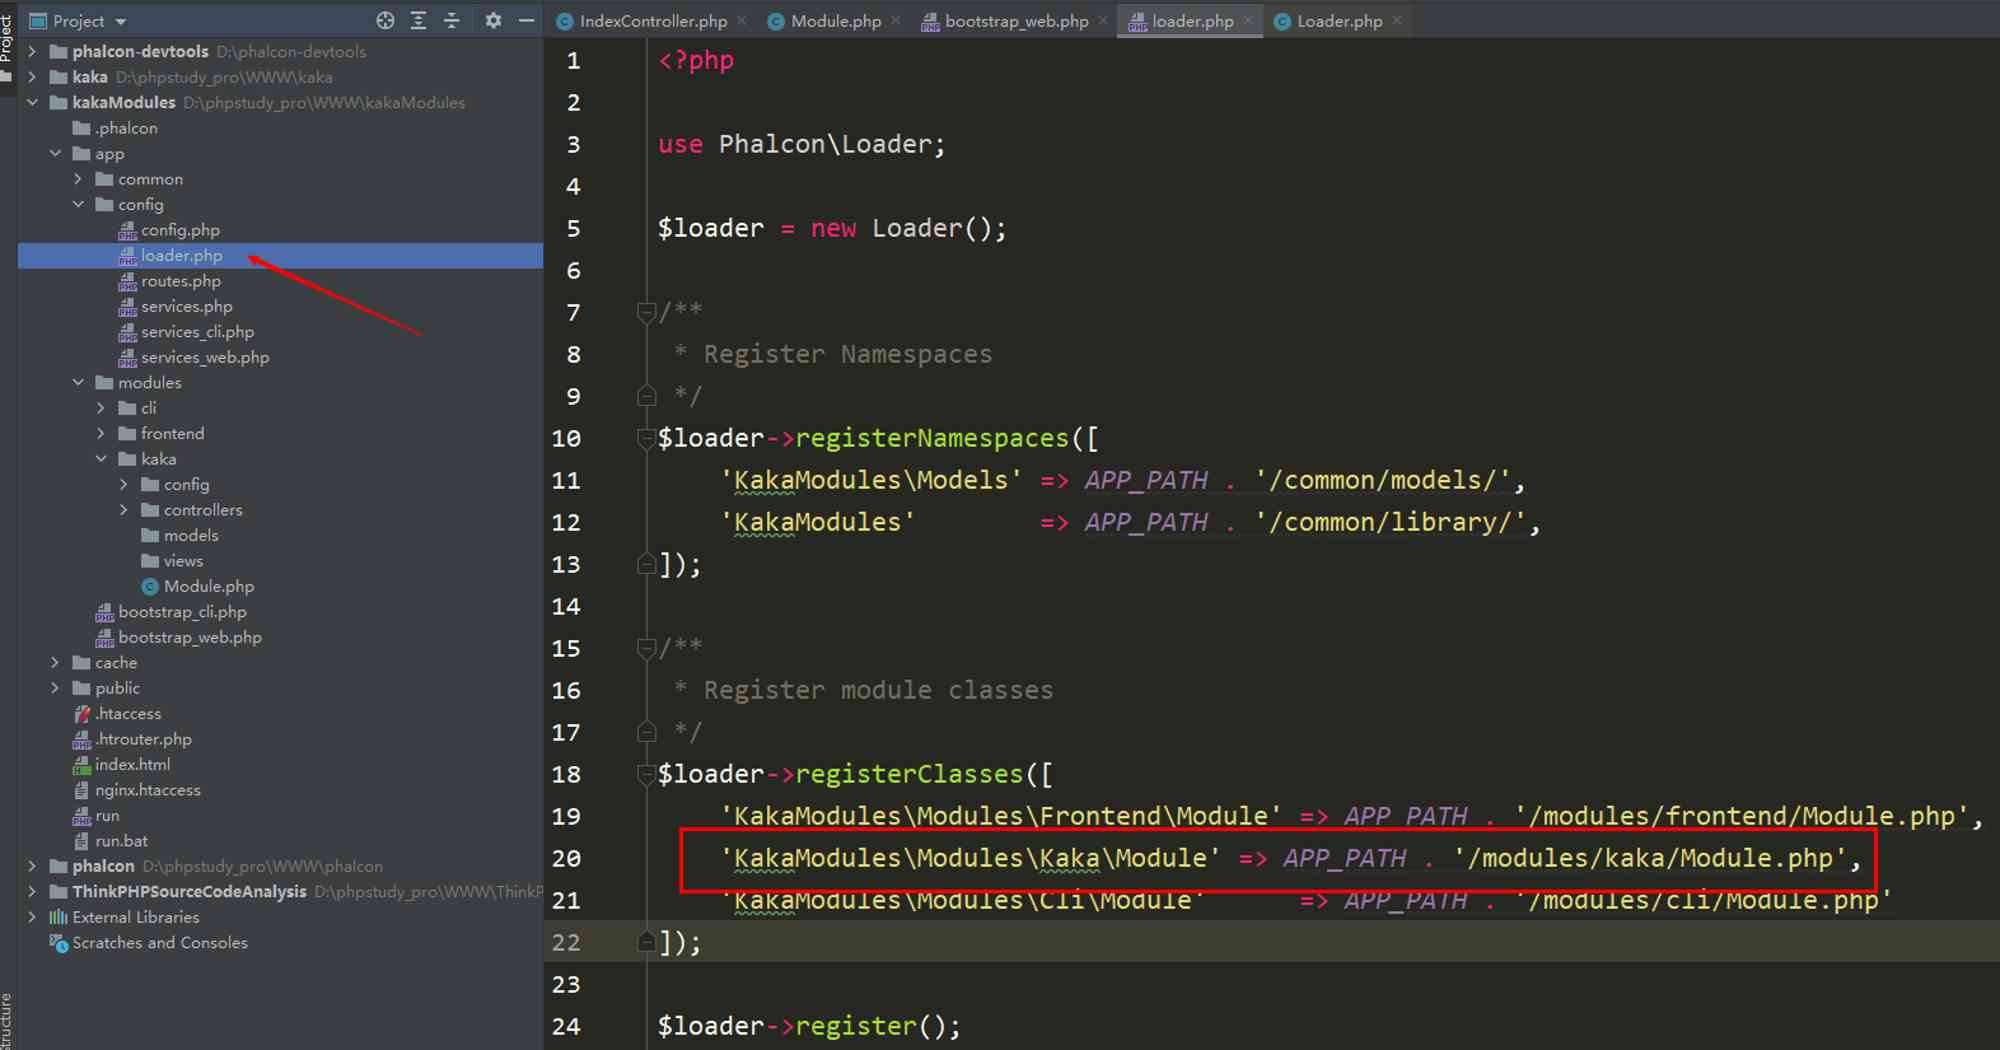 Project
IndexController.php
Module.php
bootstrap_web.php
loader.php
Loader.php
Project
phalcon-devtools D:\phalcon-devtools
kaka D:\phpstudy_pro\WWW\kaka
kakaModules D:\phpstudy_pro\WWW\kakaModules
.phalcon
app
common
config
config.php
loader.php
routes.php
services.php
services_cli.php
services_web.php
modules
cli
frontend
kaka
config
controllers
models
views
Module.php
bootstrap_cli.php
bootstrap_web.php
cache
public
.htaccess
.htrouter.php
index.html
nginx.htaccess
run
run.bat
phalcon D:\phpstudy_pro\WWW\phalcon
ThinkPHPSourceCodeAnalysis D:\phpstudy_pro\WWW\ThinkP
External Libraries
Scratches and Consoles
Structure
1 <?php
2
3 use Phalcon\Loader;
4
5 $loader = new Loader();
6
7 /**
8 * Register Namespaces
9 */
10 $loader->registerNamespaces([
11 'KakaModules\Models' => APP_PATH . '/common/models/',
12 'KakaModules' => APP_PATH . '/common/library/',
13 ]);
14
15 /**
16 * Register module classes
17 */
18 $loader->registerClasses([
19 'KakaModules\Modules\Frontend\Module' => APP_PATH . '/modules/frontend/Module.php',
20 'KakaModules\Modules\Kaka\Module' => APP_PATH . '/modules/kaka/Module.php',
21 'KakaModules\Modules\Cli\Module' => APP_PATH . '/modules/cli/Module.php'
22 ]);
23
24 $loader->register();